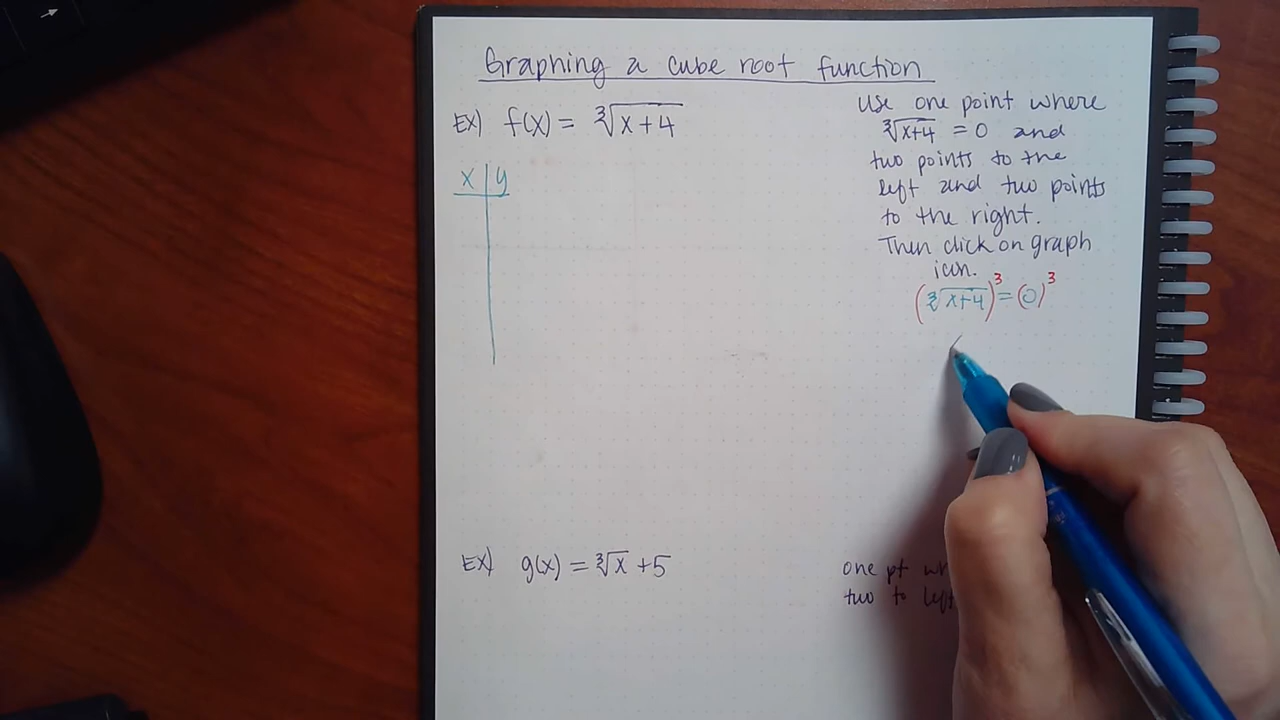 Graphing a cube root function
EX) f(x) = ∛(x+4)
x | y
Use one point where
∛(x+4) = 0 and
two points to the
left and two points
to the right.
Then click on graph
icon.
(∛(x+4))³ = (0)³
EX) g(x) = ∛x + 5
one pt
two to left